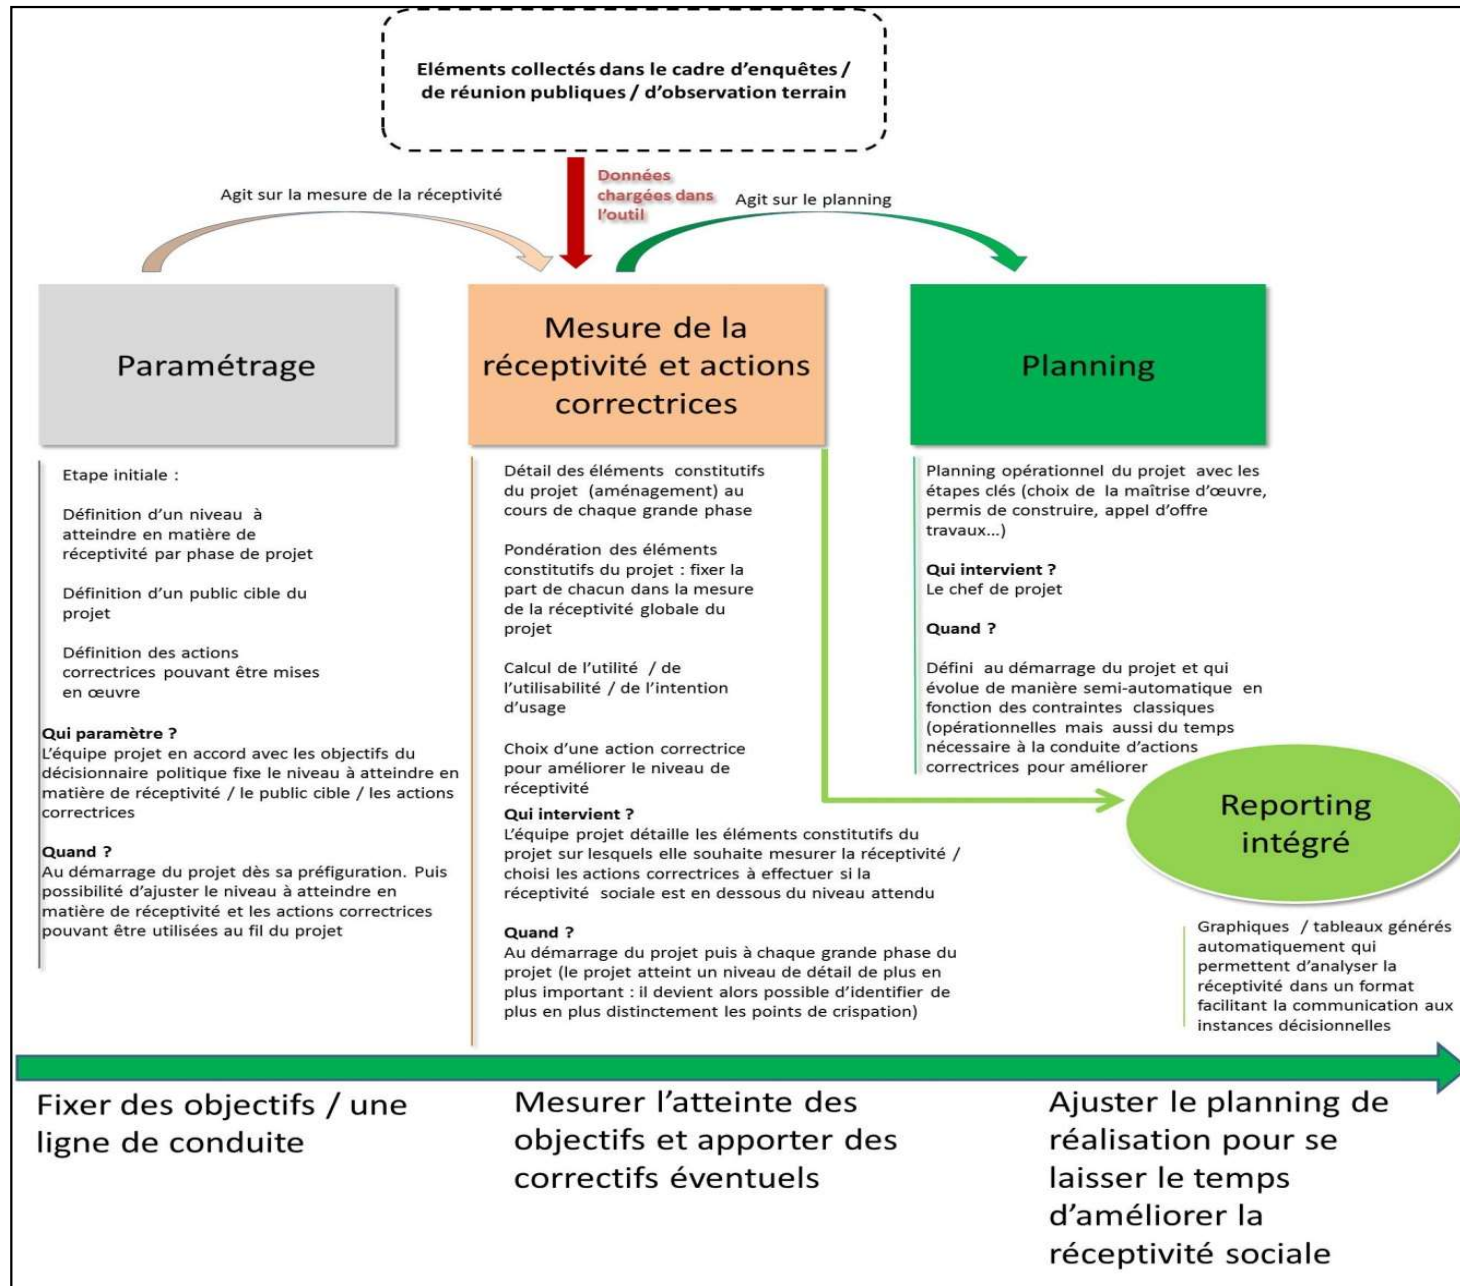 Eléments collectés dans le cadre d’enquêtes /
de réunion publiques / d’observation terrain
Agit sur la mesure de la réceptivité
Données
chargées dans
l’outil
Agit sur le planning
Paramétrage
Mesure de la
réceptivité et actions
correctrices
Planning
Etape initiale :
Définition d’un niveau à
atteindre en matière de
réceptivité par phase de projet
Définition d’un public cible du
projet
Définition des actions
correctrices pouvant être mises
en œuvre
Qui paramètre ?
L’équipe projet en accord avec les objectifs du
décisionnaire politique fixe le niveau à atteindre en
matière de réceptivité / le public cible / les actions
correctrices
Quand ?
Au démarrage du projet dès sa préfiguration. Puis
possibilité d’ajuster le niveau à atteindre en
matière de réceptivité et les actions correctrices
pouvant être utilisées au fil du projet
Détail des éléments constitutifs
du projet (aménagement) au
cours de chaque grande phase
Pondération des éléments
constitutifs du projet : fixer la
part de chacun dans la mesure
de la réceptivité globale du
projet
Calcul de l’utilité / de
l’utilisabilité / de l’intention
d’usage
Choix d’une action correctrice
pour améliorer le niveau de
réceptivité
Qui intervient ?
L’équipe projet détaille les éléments constitutifs du
projet sur lesquels elle souhaite mesurer la réceptivité /
choisi les actions correctrices à effectuer si la
réceptivité sociale est en dessous du niveau attendu
Quand ?
Au démarrage du projet puis à chaque grande phase du
projet (le projet atteint un niveau de détail de plus en
plus important : il devient alors possible d’identifier de
plus en plus distinctement les points de crispation)
Planning opérationnel du projet avec les
étapes clés (choix de la maîtrise d’œuvre,
permis de construire, appel d’offre
travaux...)
Qui intervient ?
Le chef de projet
Quand ?
Défini au démarrage du projet et qui
évolue de manière semi-automatique en
fonction des contraintes classiques
(opérationnelles mais aussi du temps
nécessaire à la conduite d’actions
correctrices pour améliorer
Reporting
intégré
Graphiques / tableaux générés
automatiquement qui
permettent d’analyser la
réceptivité dans un format
facilitant la communication aux
instances décisionnelles
Fixer des objectifs / une
ligne de conduite
Mesurer l’atteinte des
objectifs et apporter des
correctifs éventuels
Ajuster le planning de
réalisation pour se
laisser le temps
d’améliorer la
réceptivité sociale